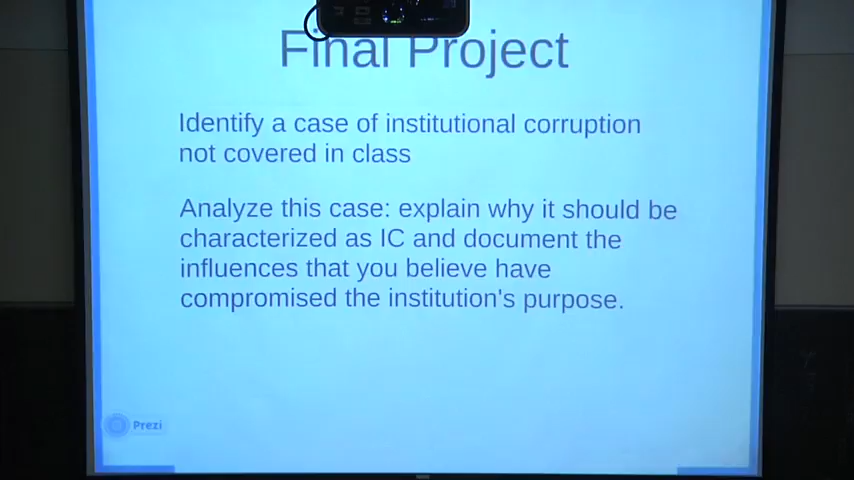 Final Project
Identify a case of institutional corruption
not covered in class
Analyze this case: explain why it should be
characterized as IC and document the
influences that you believe have
compromised the institution's purpose.
Prezi